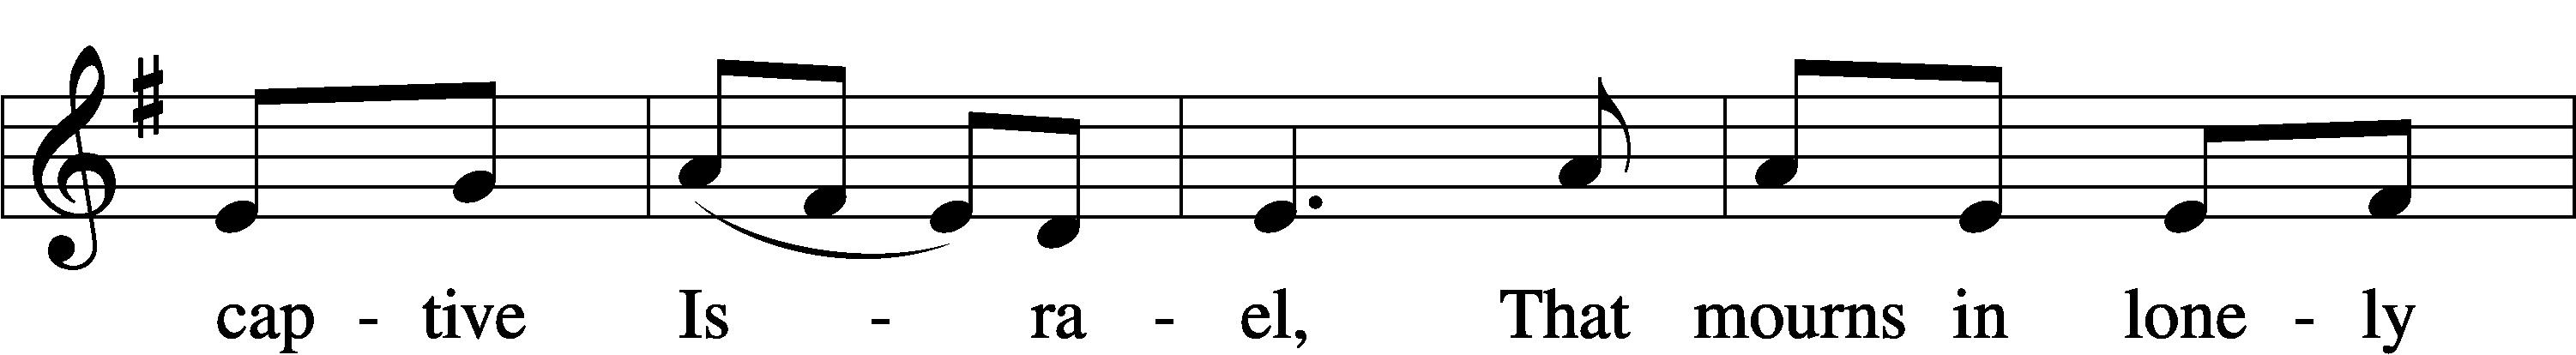 cap - tive Is - ra - el, That mourns in lone - ly